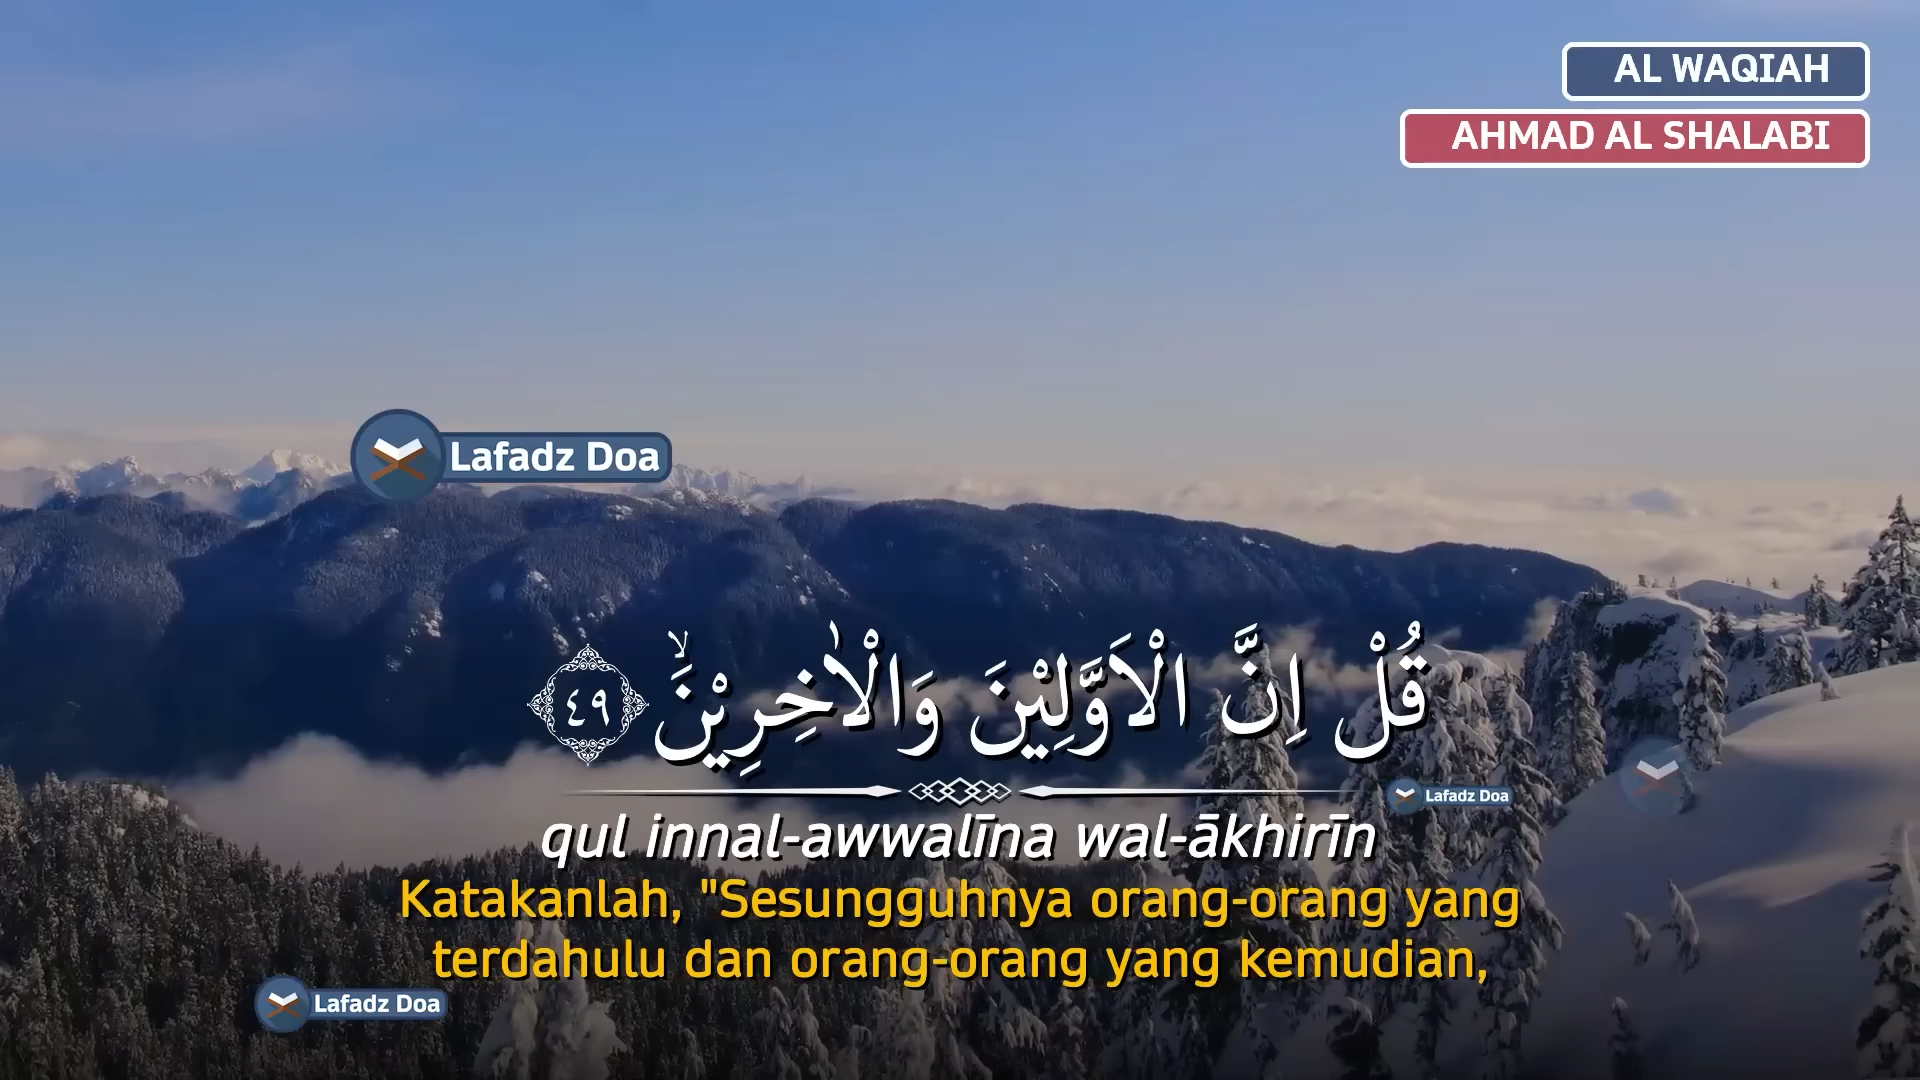 AL WAQIAH
AHMAD AL SHALABI
Lafadz Doa
قُلْ اِنَّ الْاَوَّلِيْنَ وَالْاٰخِرِيْنَۙ ٤٩
Lafadz Doa
qul innal-awwalīna wal-ākhirīn
Katakanlah, "Sesungguhnya orang-orang yang
terdahulu dan orang-orang yang kemudian,
Lafadz Doa